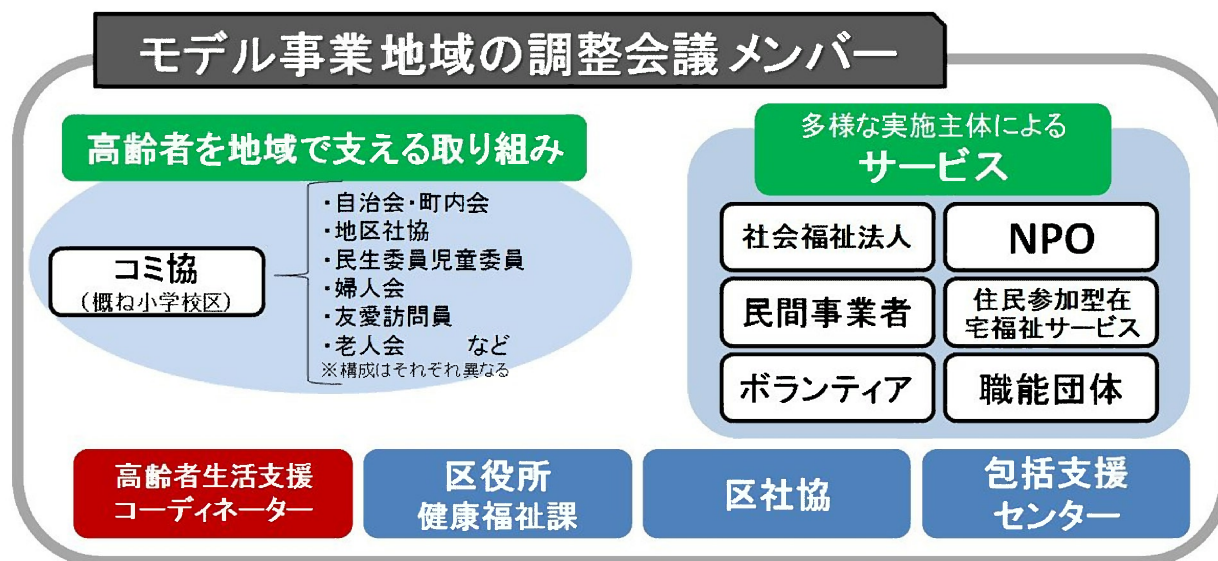 モデル事業地域の調整会議メンバー
高齢者を地域で支える取り組み
コミ協
（概ね小学校区）
・自治会・町内会
・地区社協
・民生委員児童委員
・婦人会
・友愛訪問員
・老人会　　など
※構成はそれぞれ異なる
多様な実施主体による
サービス
社会福祉法人
NPO
民間事業者
住民参加型在
宅福祉サービス
ボランティア
職能団体
高齢者生活支援
コーディネーター
区役所
健康福祉課
区社協
包括支援
センター